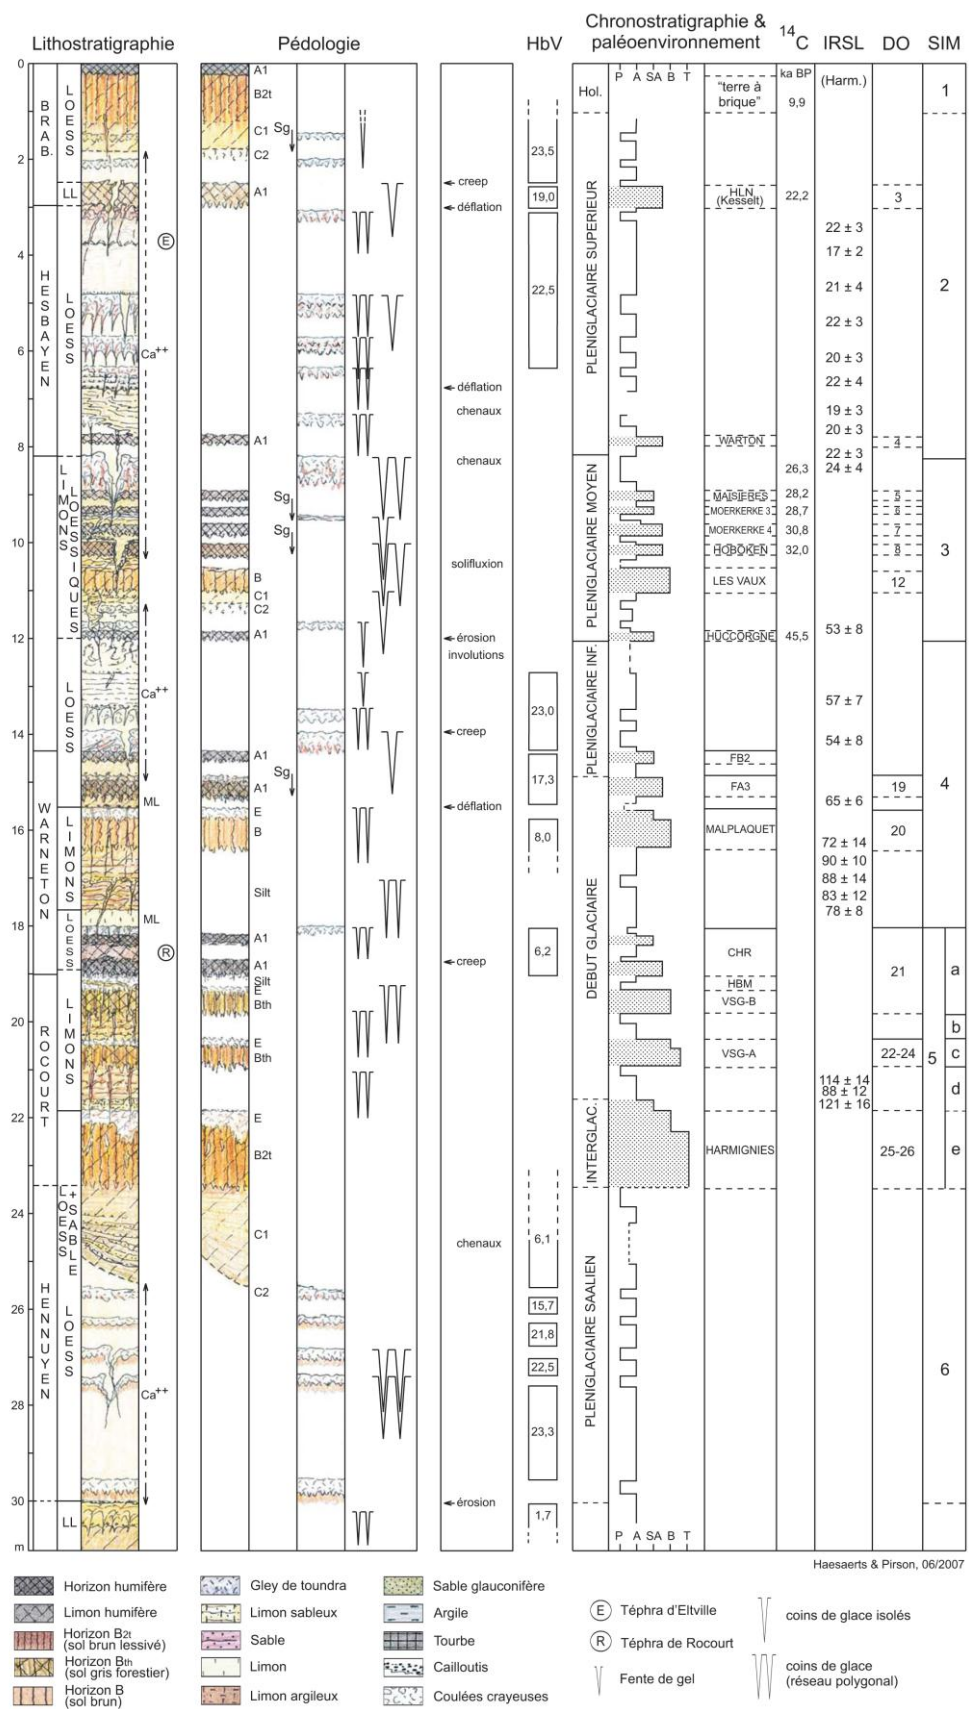 Lithostratigraphie
Pédologie
HbV
Chronostratigraphie &
paléoenvironnement
14C
IRSL
DO
SIM
0
2
4
6
8
10
12
14
16
18
20
22
24
26
28
30
m
BRAB.
HESBAYEN
WARNETON
ROCOURT
HENNUYEN
LOESS
LL
LOESS
LIMONS
LOESSIQUES
LOESS
LIMONS
LOESS
LIMONS
LOESS
+SABLE
LOESS
LL
E
Ca++
Ca++
ML
ML
R
Ca++
A1
B2t
C1
C2
A1
A1
B
C1
C2
A1
A1
A1
E
B
Silt
A1
A1
Silt
E
Bth
E
Bth
E
B2t
C1
C2
Sg
Sg
Sg
Sg
creep
déflation
déflation
chenaux
chenaux
solifluxion
érosion
involutions
creep
déflation
creep
chenaux
érosion
23,5
19,0
22,5
23,0
17,3
8,0
6,2
6,1
15,7
21,8
22,5
23,3
1,7
P A SA B T
Hol.
PLENIGLACIAIRE SUPERIEUR
PLENIGLACIAIRE MOYEN
PLENIGLACIAIRE INF.
DEBUT GLACIAIRE
INTERGLAC.
PLENIGLACIAIRE SAALIEN
P A SA B T
"terre à
brique"
HLN
(Kesselt)
WARTON
MAISIERES
MOERKERKE 3
MOERKERKE 4
HOBOKEN
LES VAUX
HUCCORGNE
FB2
FA3
MALPLAQUET
CHR
HBM
VSG-B
VSG-A
HARMIGNIES
ka BP
9,9
22,2
26,3
28,2
28,7
30,8
32,0
45,5
(Harm.)
22 ± 3
17 ± 2
21 ± 4
22 ± 3
20 ± 3
22 ± 4
19 ± 3
20 ± 3
22 ± 3
24 ± 4
53 ± 8
57 ± 7
54 ± 8
65 ± 6
72 ± 14
90 ± 10
88 ± 14
83 ± 12
78 ± 8
114 ± 14
88 ± 12
121 ± 16
3
4
5
6
7
8
12
19
20
21
22-24
25-26
1
2
3
4
5
a
b
c
d
e
6
Haesaerts & Pirson, 06/2007
Horizon humifère
Limon humifère
Horizon B2t
(sol brun lessivé)
Horizon Bth
(sol gris forestier)
Horizon B
(sol brun)
Gley de toundra
Limon sableux
Sable
Limon
Limon argileux
Sable glauconifère
Argile
Tourbe
Cailloutis
Coulées crayeuses
E Téphra d'Eltville
R Téphra de Rocourt
Fente de gel
coins de glace isolés
coins de glace
(réseau polygonal)